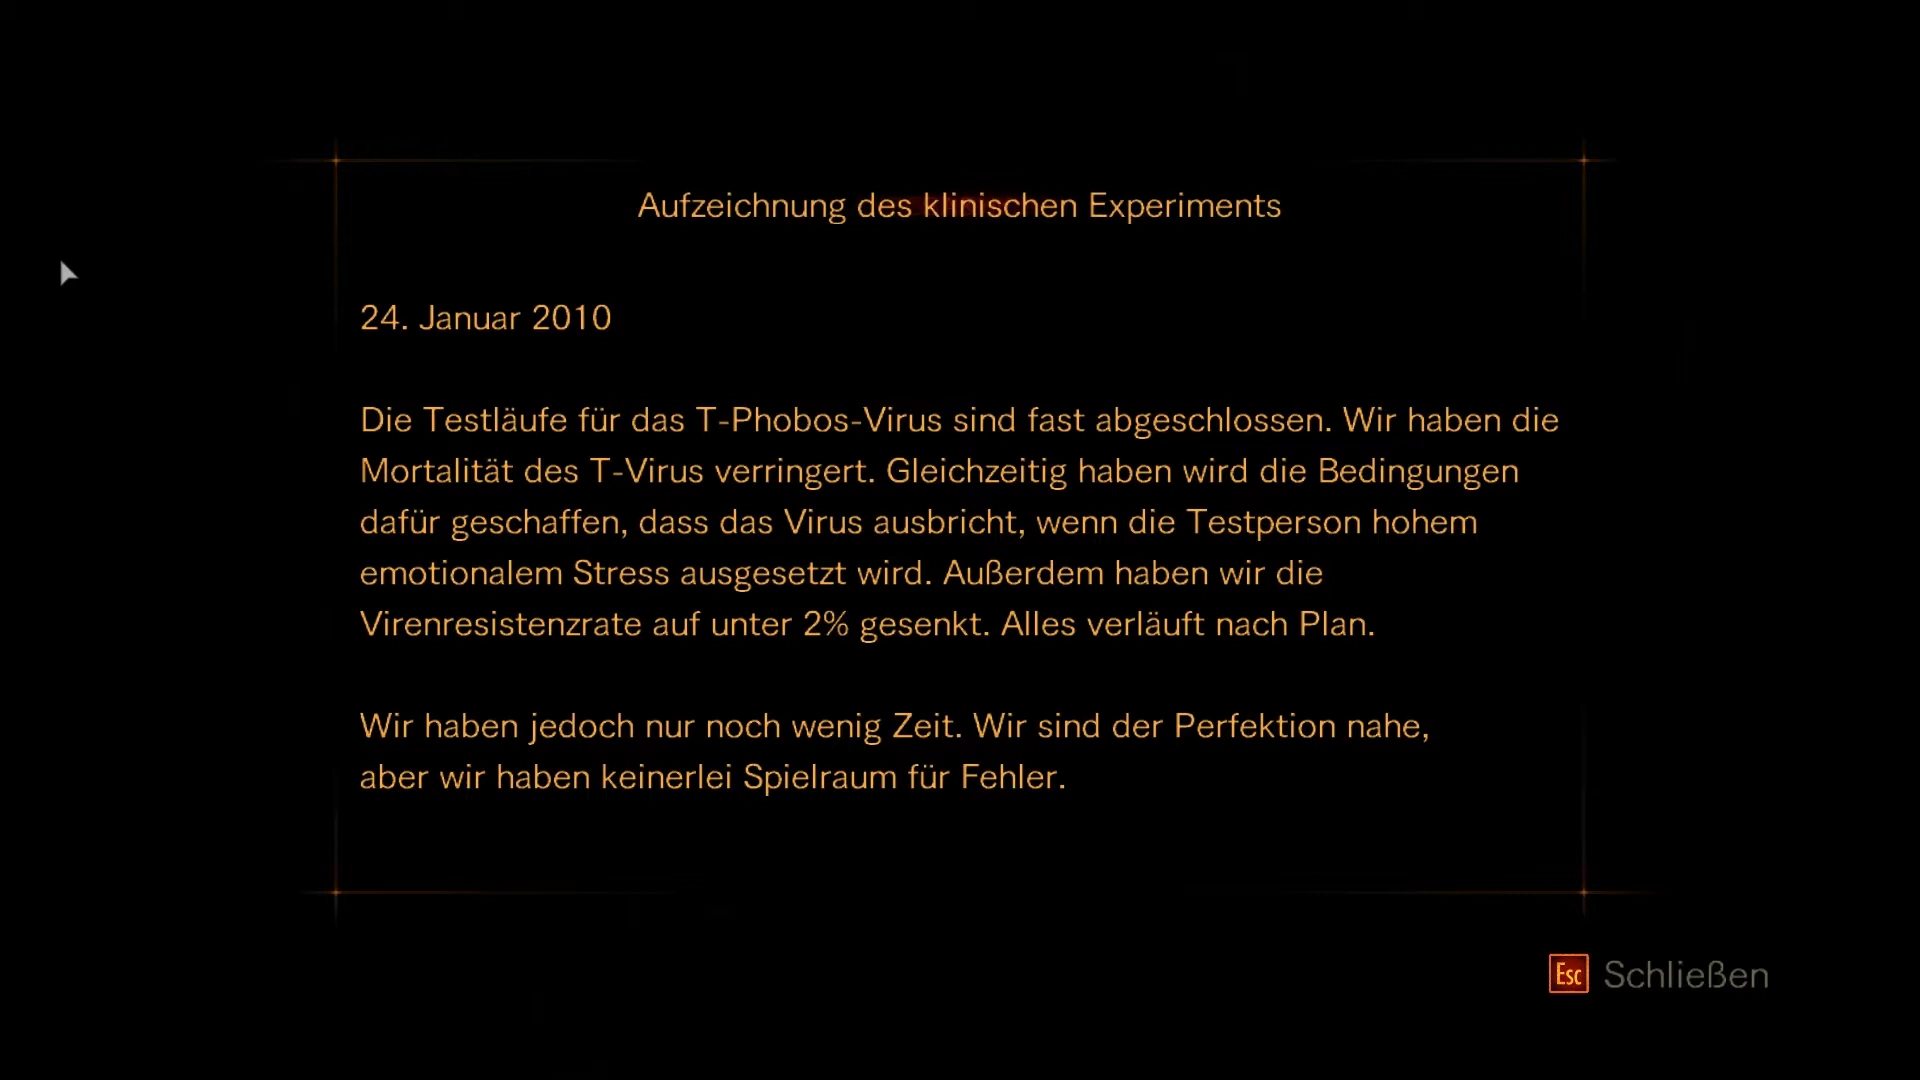 Aufzeichnung des klinischen Experiments
24. Januar 2010
Die Testläufe für das T-Phobos-Virus sind fast abgeschlossen. Wir haben die
Mortalität des T-Virus verringert. Gleichzeitig haben wird die Bedingungen
dafür geschaffen, dass das Virus ausbricht, wenn die Testperson hohem
emotionalem Stress ausgesetzt wird. Außerdem haben wir die
Virenresistenzrate auf unter 2% gesenkt. Alles verläuft nach Plan.
Wir haben jedoch nur noch wenig Zeit. Wir sind der Perfektion nahe,
aber wir haben keinerlei Spielraum für Fehler.
Esc Schließen